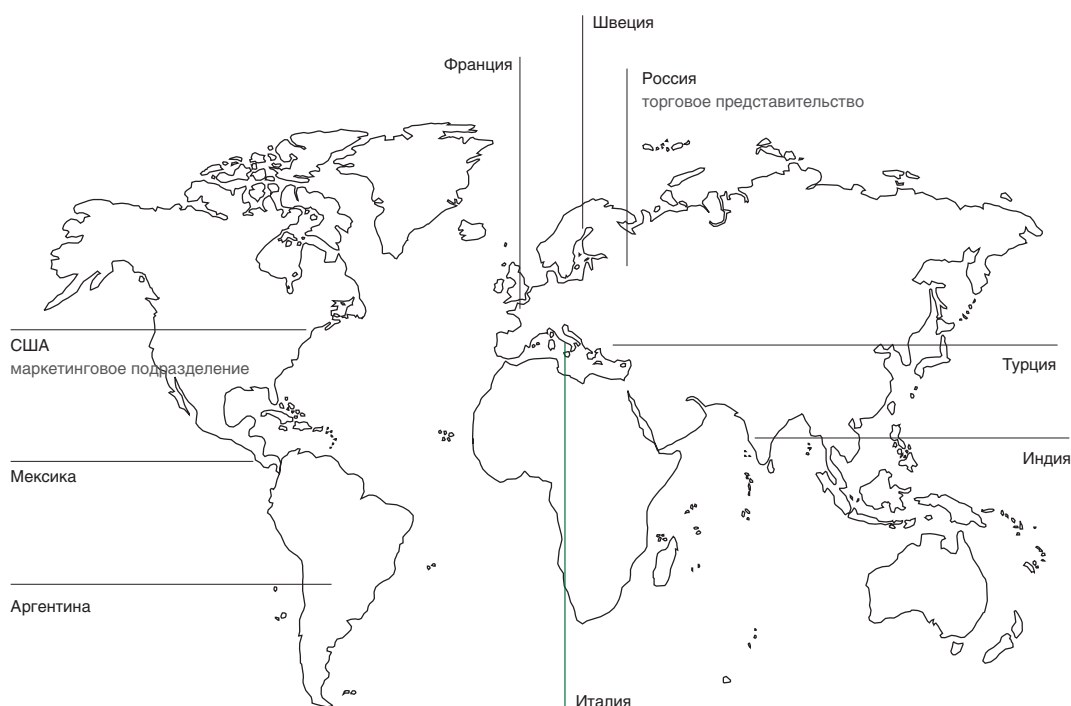 Швеция
Франция
Россия
торговое представительство
США
маркетинговое подразделение
Турция
Индия
Мексика
Аргентина
Италия